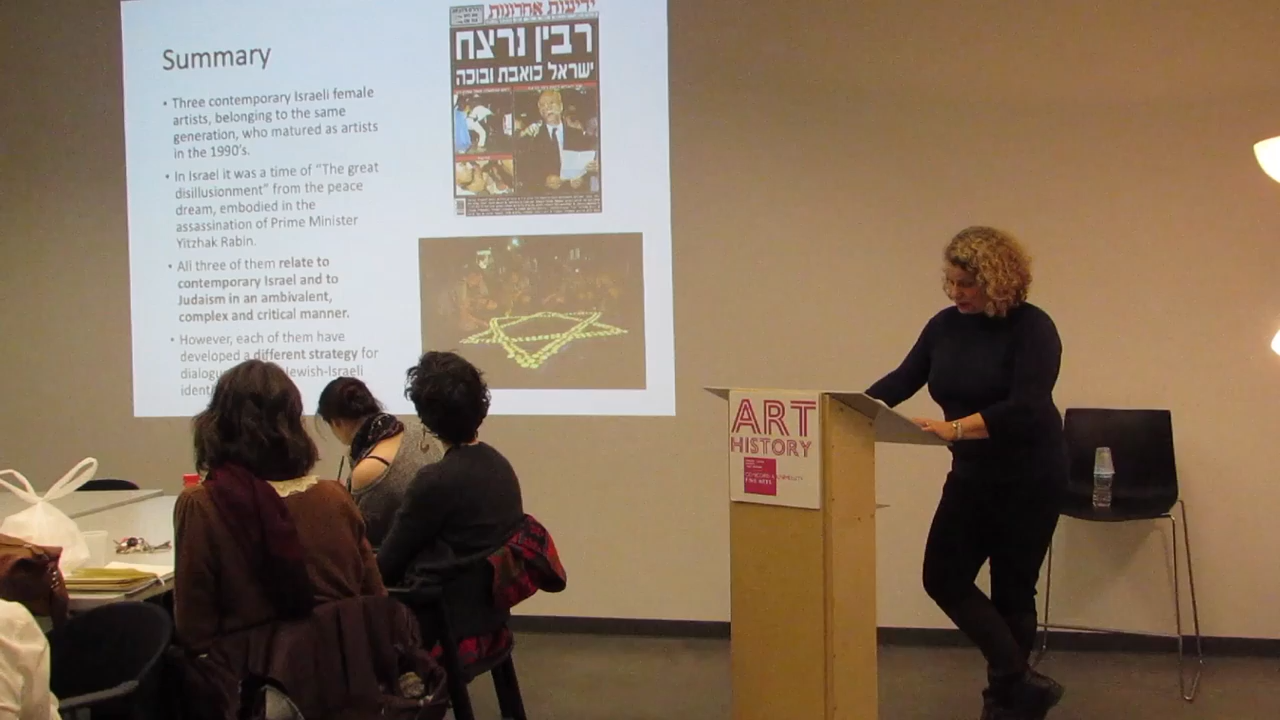 Summary
• Three contemporary Israeli female
artists, belonging to the same
generation, who matured as artists
in the 1990's.
• In Israel it was a time of "The great
disillusionment" from the peace
dream, embodied in the
assassination of Prime Minister
Yitzhak Rabin.
• All three of them relate to
contemporary Israel and to
Judaism in an ambivalent,
complex and critical manner.
• However, each of them have
developed a different strategy for
Jewish-Israeli
ידיעות אחרונות
רבין נרצח
ישראל כואבת ובוכה
ART
HISTORY